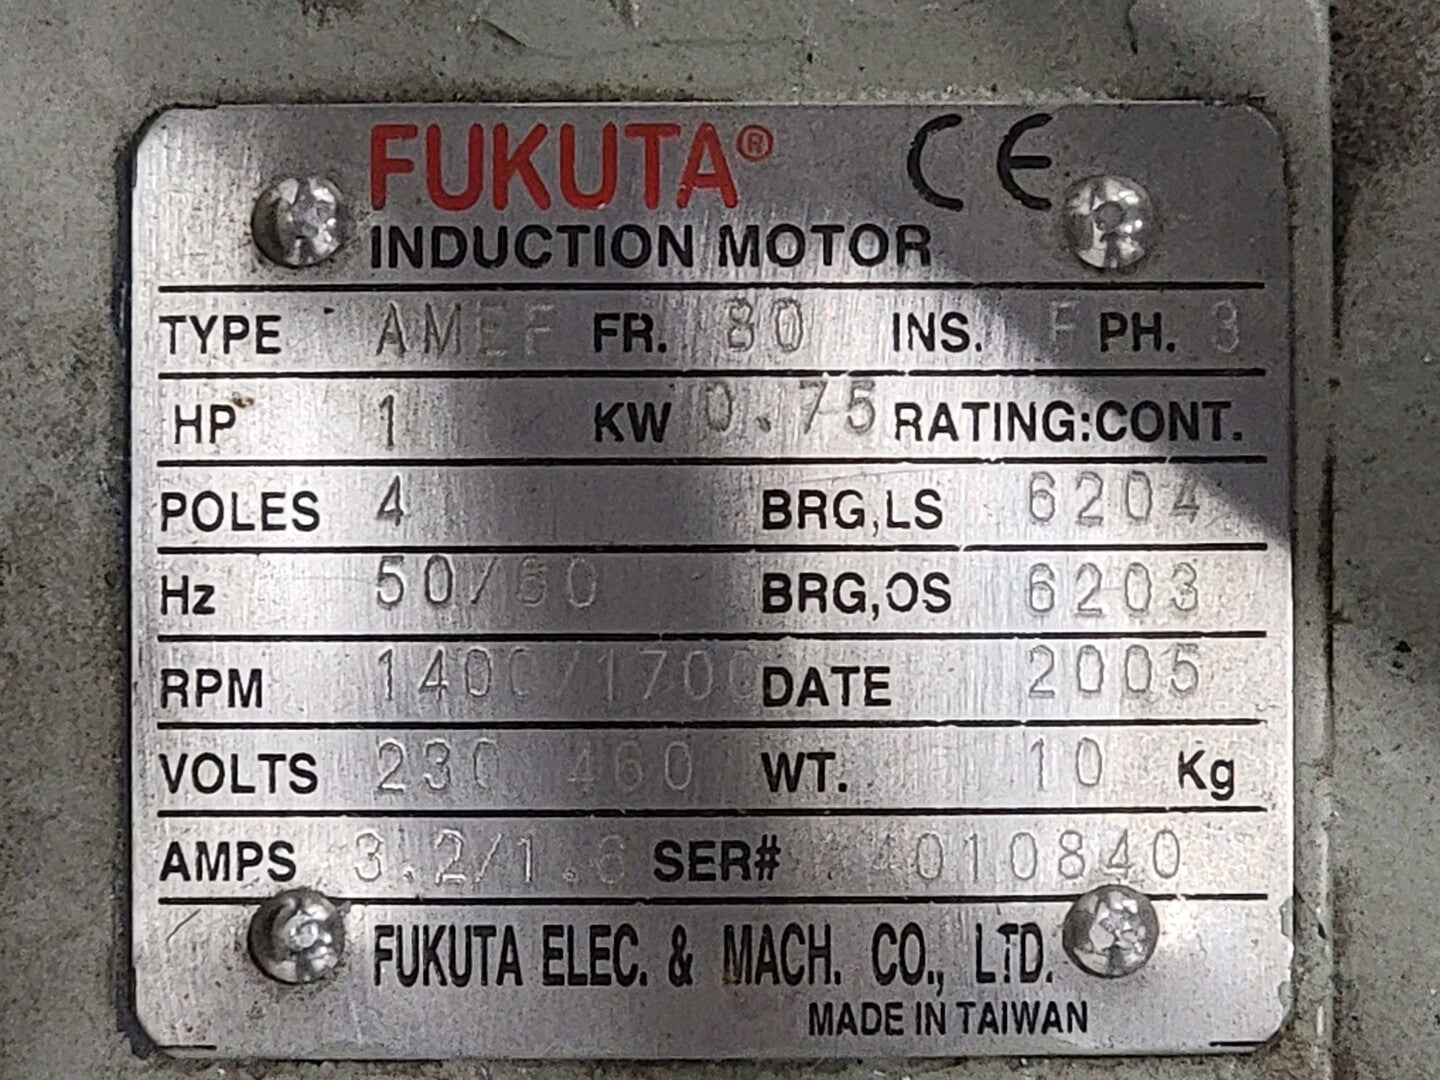 FUKUTA® CE
INDUCTION MOTOR
TYPE AMEF FR. 80 INS. F PH. 3
HP 1 KW 0.75 RATING:CONT.
POLES 4 BRG,LS 6204
Hz 50/60 BRG,OS 6203
RPM 1400/1700 DATE 2005
VOLTS 230 460 WT. 10 Kg
AMPS 3.2/1.6 SER# 4010840
FUKUTA ELEC. & MACH. CO., LTD.
MADE IN TAIWAN